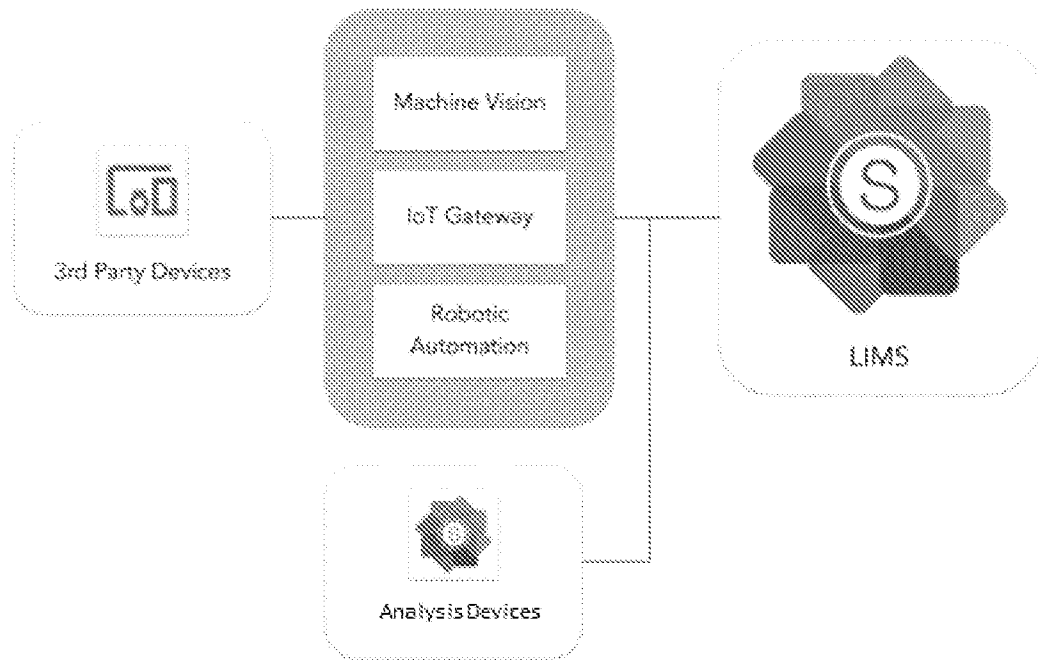 Machine Vision
IoT Gateway
3rd Party Devices
Robotic
Automation
S
LIMS
S
Analysis Devices